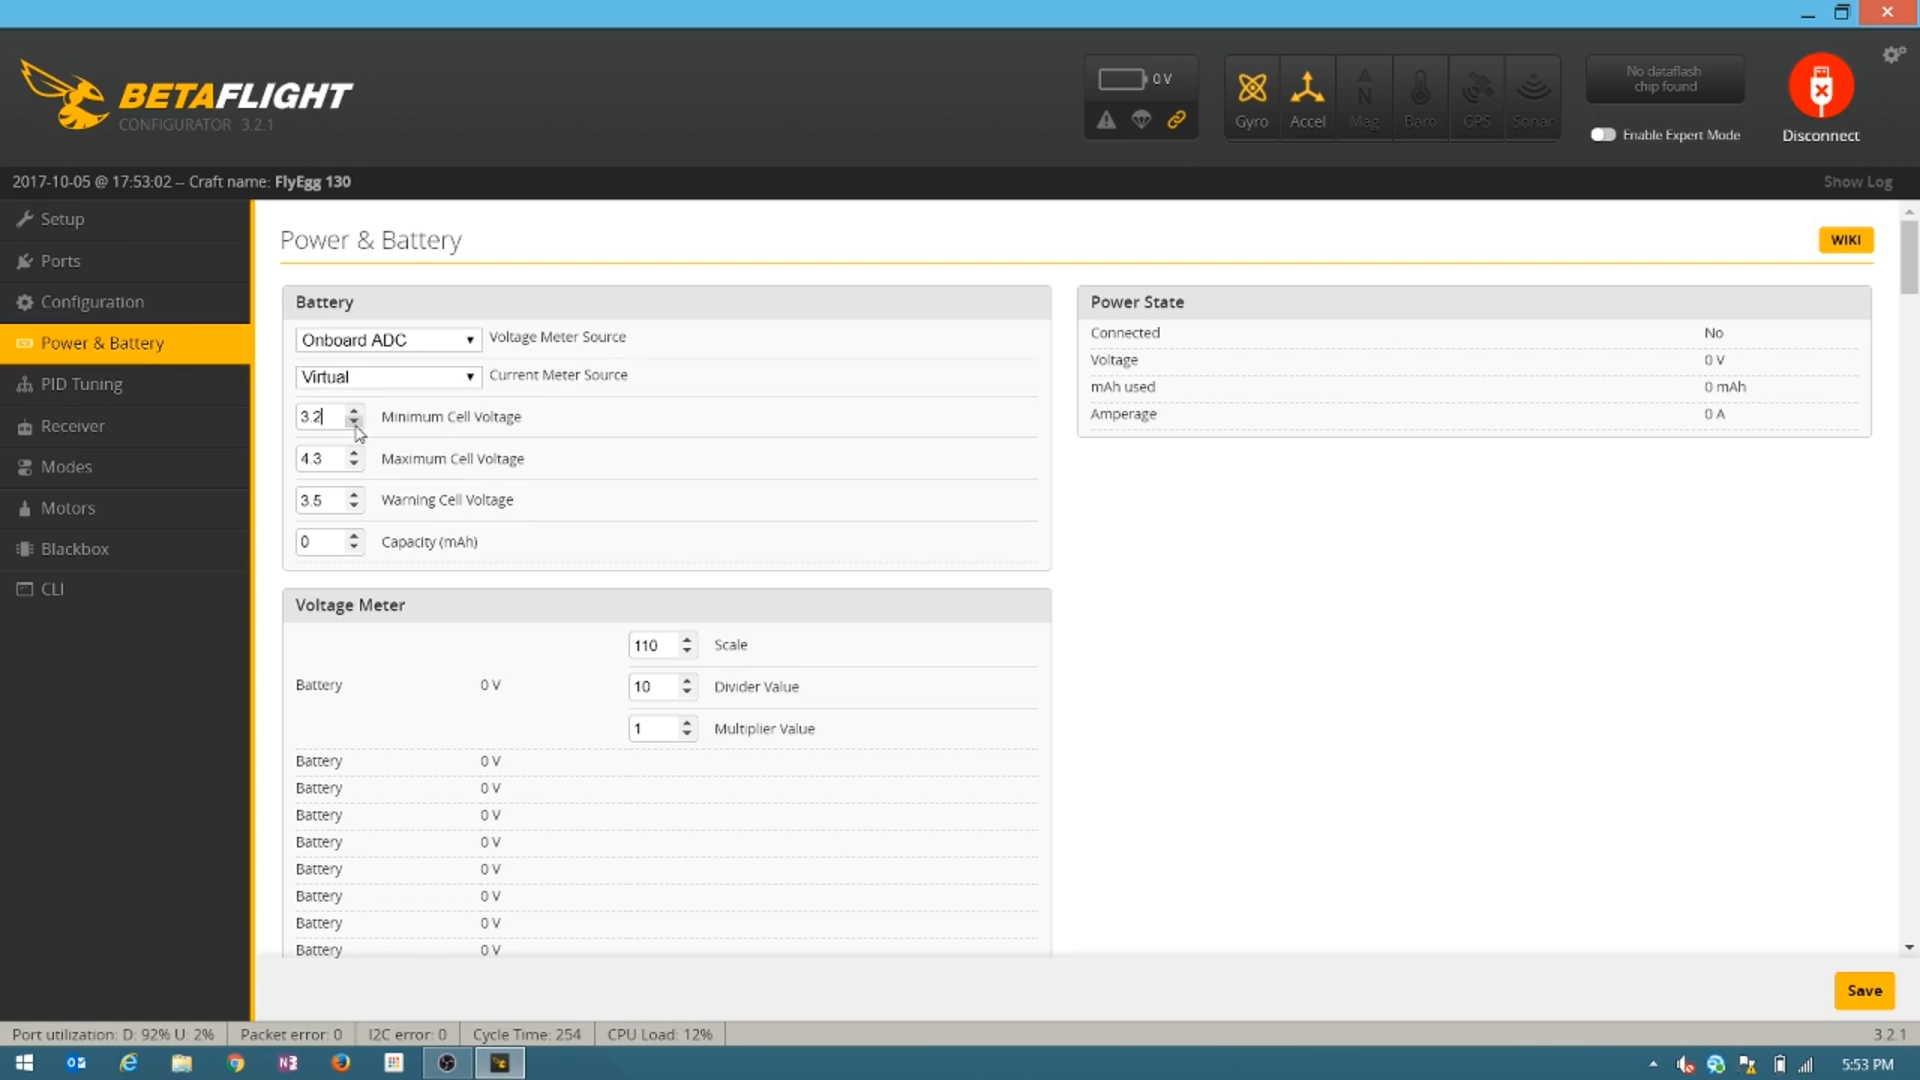 0 V
BETAFLIGHT
CONFIGURATOR 3.2.1
Gyro
Accel
Mag
Baro
GPS
Sonar
No dataflash
chip found
Enable Expert Mode
Disconnect
2017-10-05 @ 17:53:02 -- Craft name: FlyEgg 130
Show Log
Setup
Ports
Configuration
Power & Battery
PID Tuning
Receiver
Modes
Motors
Blackbox
CLI
Power & Battery
WIKI
Battery
Onboard ADC Voltage Meter Source
Virtual Current Meter Source
3.2 Minimum Cell Voltage
4.3 Maximum Cell Voltage
3.5 Warning Cell Voltage
0 Capacity (mAh)
Power State
Connected No
Voltage 0 V
mAh used 0 mAh
Amperage 0 A
Voltage Meter
110 Scale
Battery 0 V
10 Divider Value
1 Multiplier Value
Battery 0 V
Battery 0 V
Battery 0 V
Battery 0 V
Battery 0 V
Battery 0 V
Battery 0 V
Battery 0 V
Save
Port utilization: D: 92% U: 2% Packet error: 0 I2C error: 0 Cycle Time: 254 CPU Load: 12% 3.2.1
5:53 PM